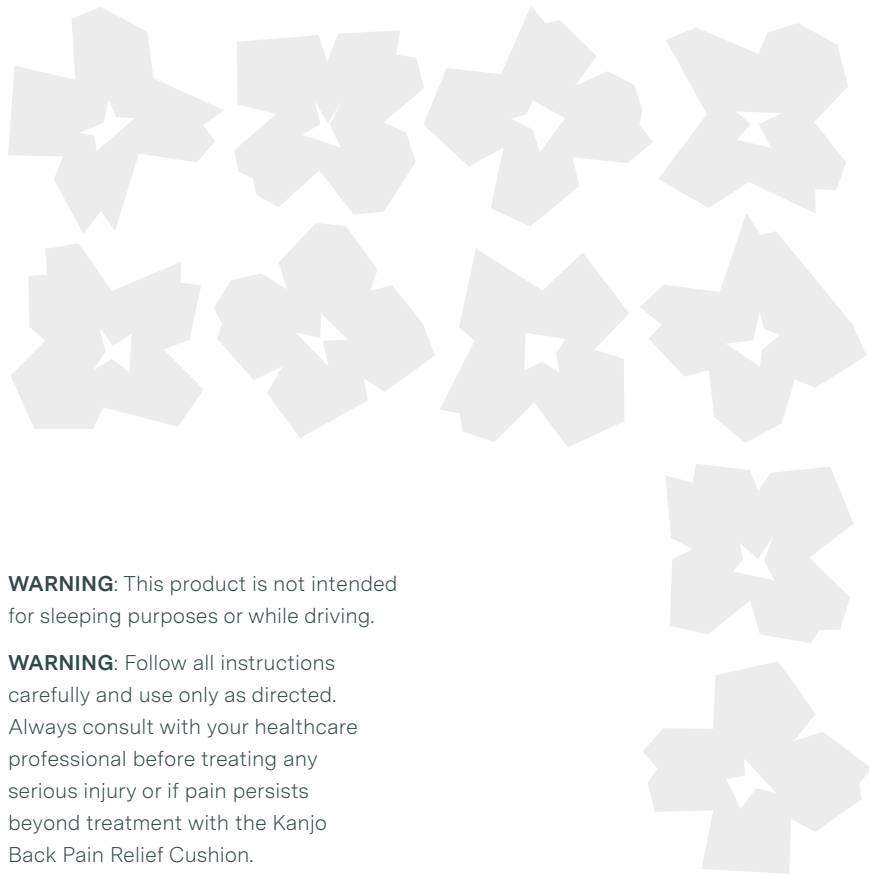 WARNING: This product is not intended
for sleeping purposes or while driving.
WARNING: Follow all instructions
carefully and use only as directed.
Always consult with your healthcare
professional before treating any
serious injury or if pain persists
beyond treatment with the Kanjo
Back Pain Relief Cushion.